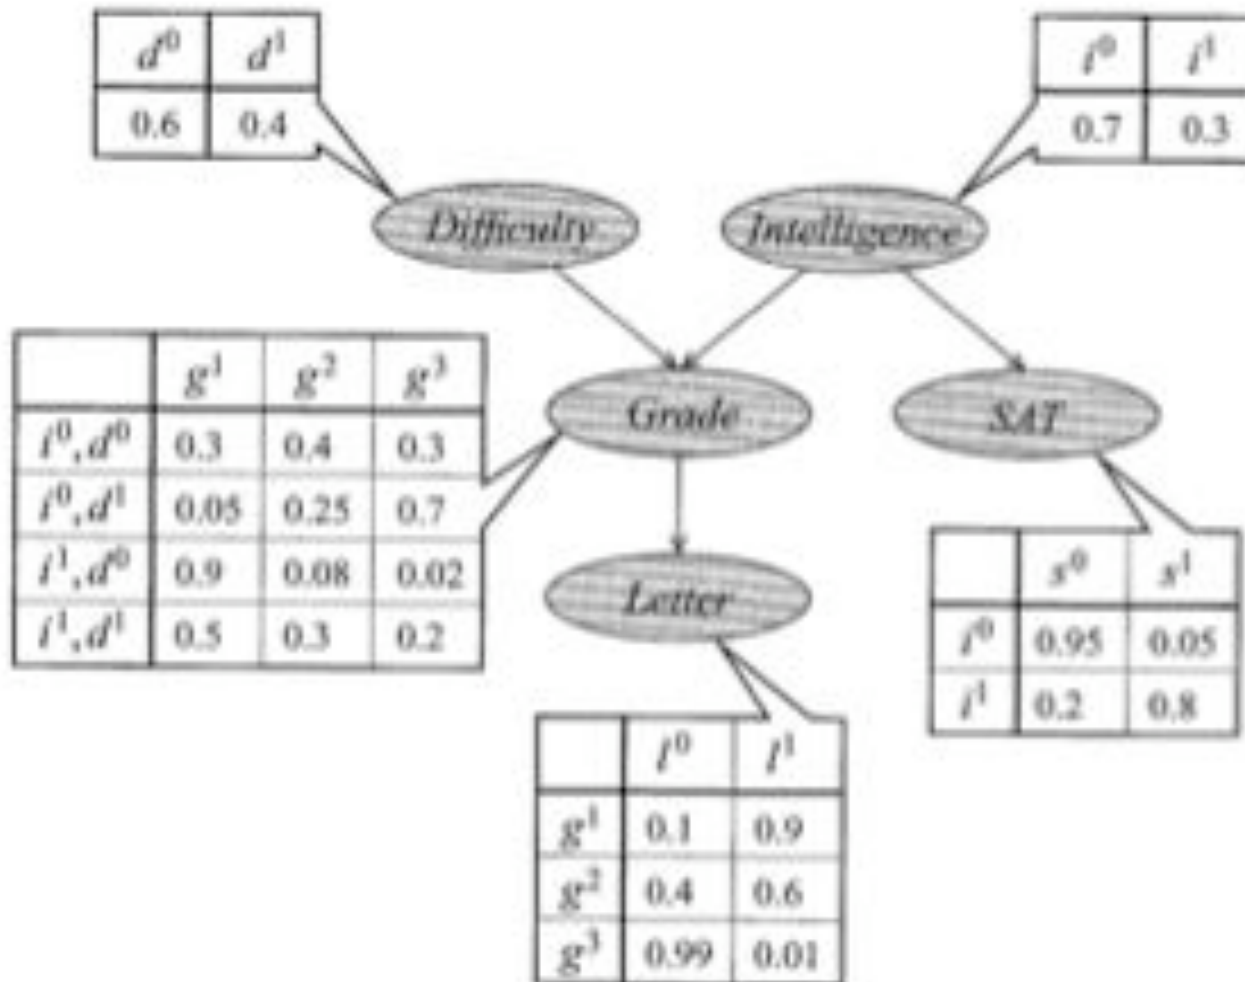 d⁰ d¹
0.6 0.4
i⁰ i¹
0.7 0.3
Difficulty
Intelligence
g¹ g² g³
i⁰,d⁰ 0.3 0.4 0.3
i⁰,d¹ 0.05 0.25 0.7
i¹,d⁰ 0.9 0.08 0.02
i¹,d¹ 0.5 0.3 0.2
Grade
SAT
Letter
s⁰ s¹
i⁰ 0.95 0.05
i¹ 0.2 0.8
l⁰ l¹
g¹ 0.1 0.9
g² 0.4 0.6
g³ 0.99 0.01